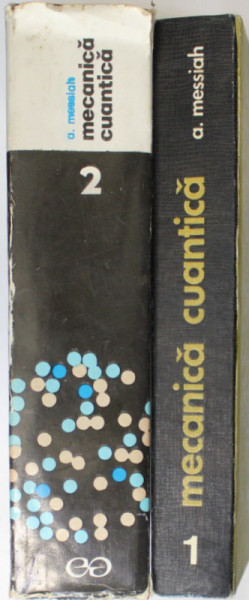 a. messiah
mecanică
cuantică
2
a. messiah
mecanică cuantică
1